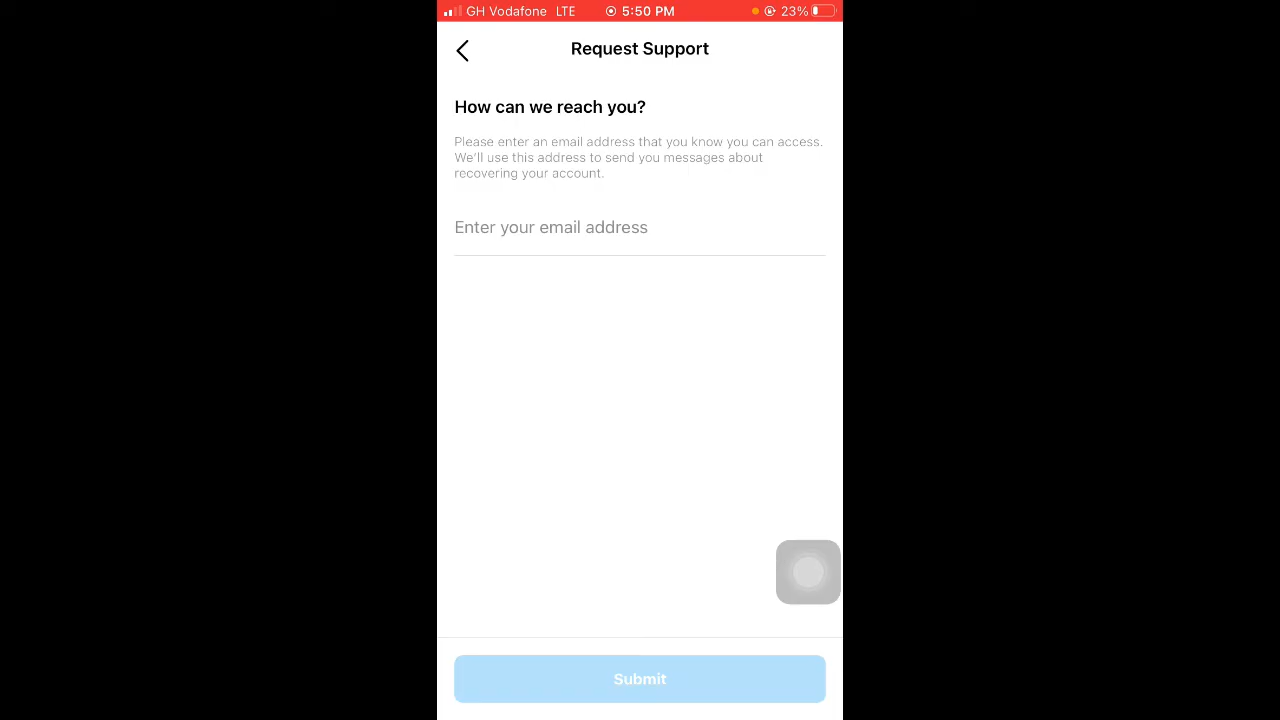 GH Vodafone LTE 5:50 PM 23%
Request Support
How can we reach you?
Please enter an email address that you know you can access.
We'll use this address to send you messages about
recovering your account.
Enter your email address
Submit